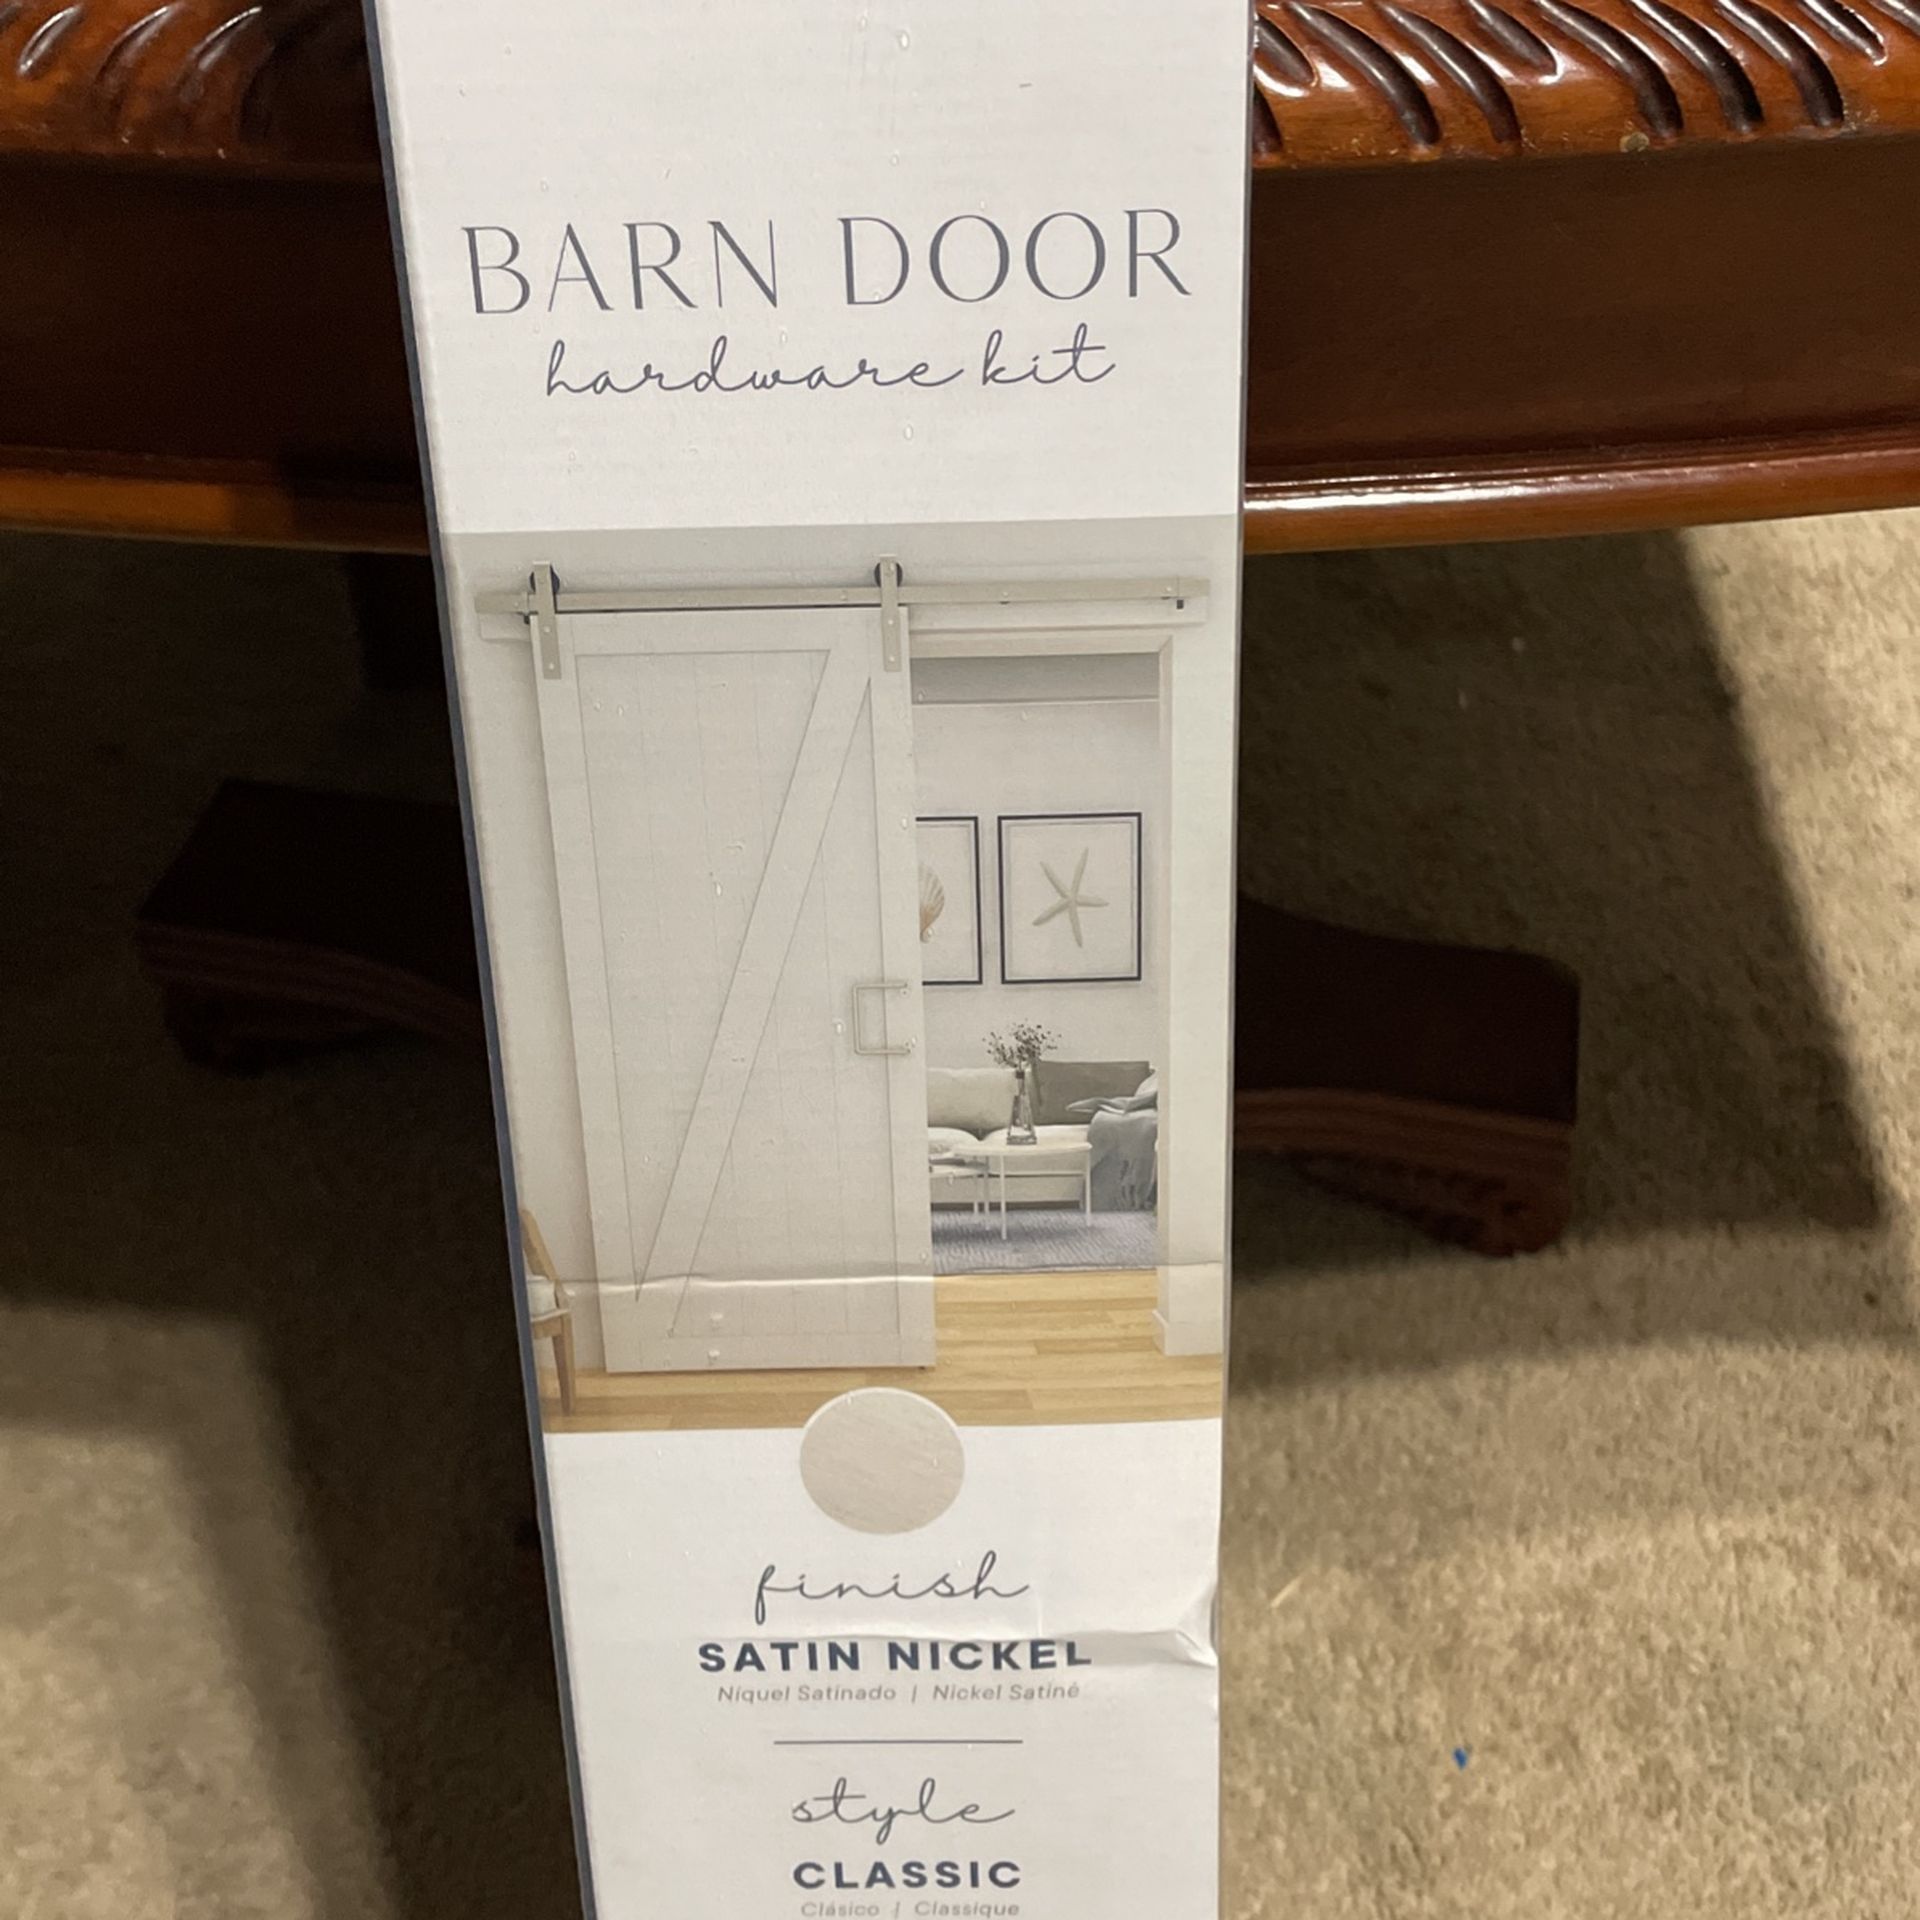 BARN DOOR
hardware kit
finish
SATIN NICKEL
Níquel Satinado | Nickel Satiné
style
CLASSIC
Clásico | Classique